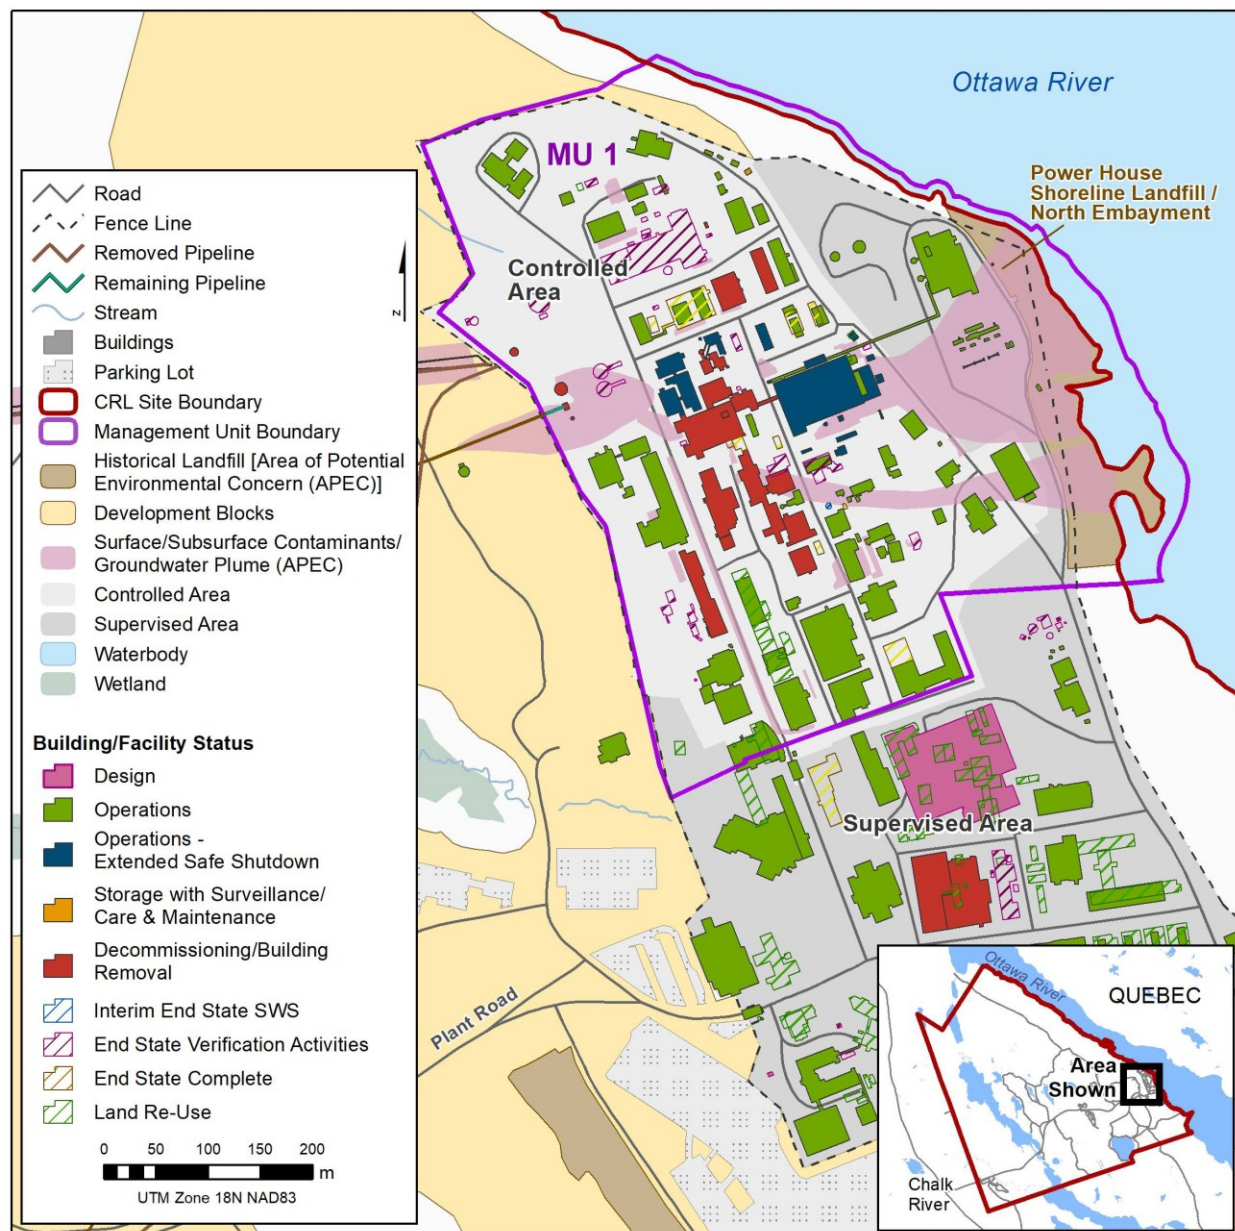 Ottawa River
MU 1
Power House
Shoreline Landfill /
North Embayment
Controlled
Area
Road
Fence Line
Removed Pipeline
Remaining Pipeline
Stream
Buildings
Parking Lot
CRL Site Boundary
Management Unit Boundary
Historical Landfill [Area of Potential
Environmental Concern (APEC)]
Development Blocks
Surface/Subsurface Contaminants/
Groundwater Plume (APEC)
Controlled Area
Supervised Area
Waterbody
Wetland
N
Building/Facility Status
Design
Operations
Operations -
Extended Safe Shutdown
Storage with Surveillance/
Care & Maintenance
Decommissioning/Building
Removal
Interim End State SWS
End State Verification Activities
End State Complete
Land Re-Use
0 50 100 150 200
m
UTM Zone 18N NAD83
Supervised Area
Plant Road
Ottawa River
QUEBEC
Area
Shown
Chalk
River